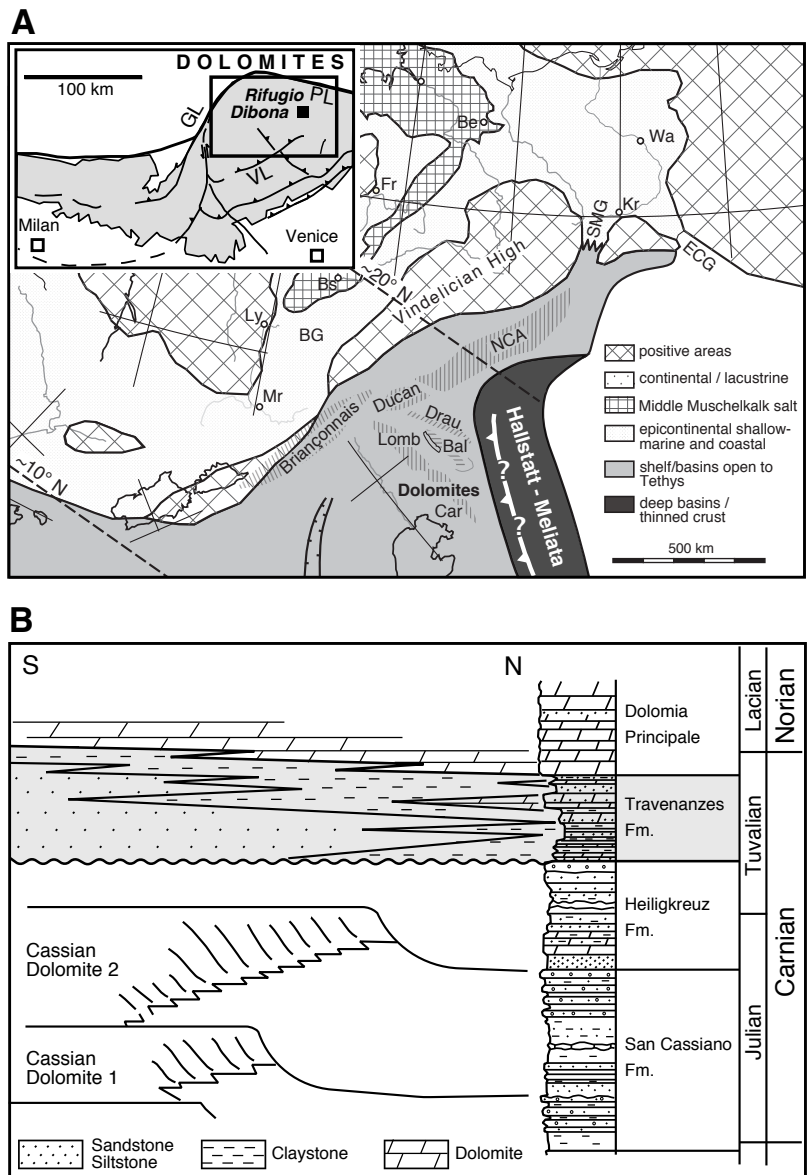 A
DOLOMITES
100 km
Rifugio
Dibona
PL
GL
VL
Milan
Venice
Be
Wa
Fr
Kr
SMG
ECG
~20° N
Vindelician High
Bs
Ly
BG
NCA
Mr
Ducan
Briançonnais
Drau.
Lomb
Bal
Dolomites
Car
~10° N
Hallstatt - Meliata
?
?
positive areas
continental / lacustrine
Middle Muschelkalk salt
epicontental shallow-
marine and coastal
shelf/basins open to
Tethys
deep basins /
thinned crust
500 km
B
S
N
Dolomia
Principale
Travenanzes
Fm.
Heiligkreuz
Fm.
San Cassiano
Fm.
Lacian
Norian
Tuvalian
Julian
Carnian
Cassian
Dolomite 2
Cassian
Dolomite 1
Sandstone
Siltstone
Claystone
Dolomite